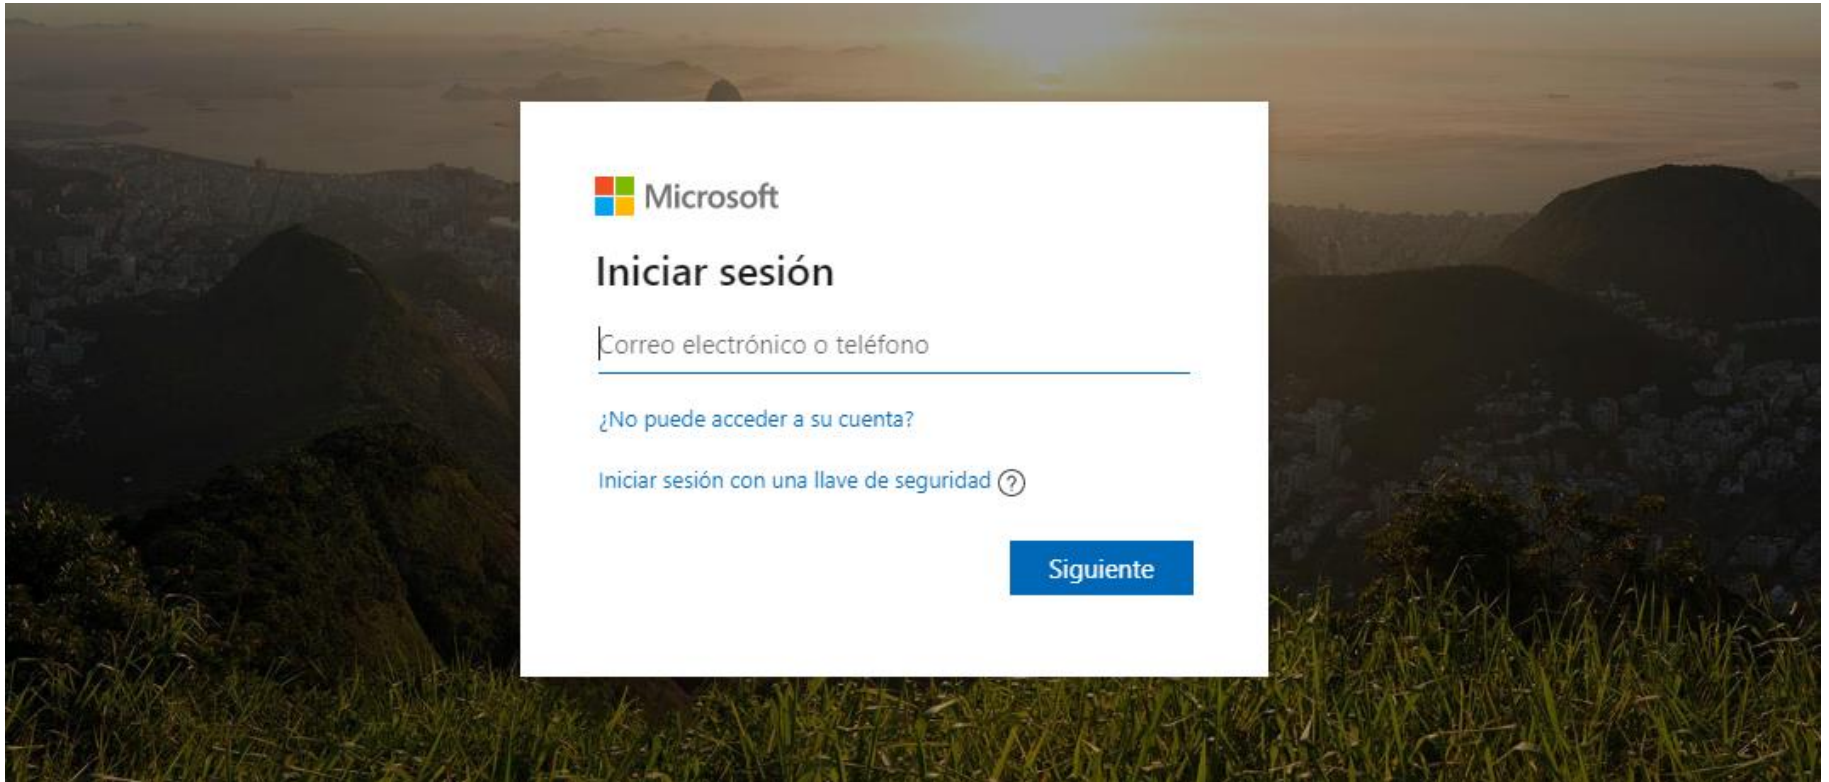 Microsoft
Iniciar sesión
Correo electrónico o teléfono
¿No puede acceder a su cuenta?
Iniciar sesión con una llave de seguridad ?
Siguiente